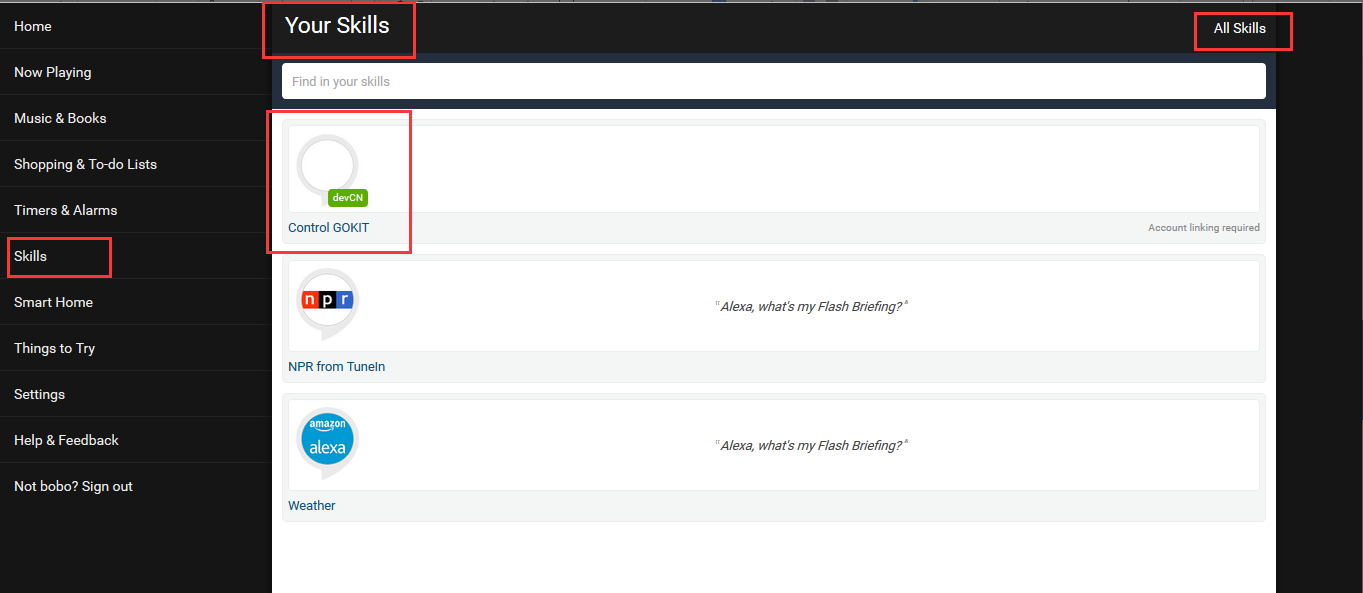 Home
Now Playing
Music & Books
Shopping & To-do Lists
Timers & Alarms
Skills
Smart Home
Things to Try
Settings
Help & Feedback
Not bobo? Sign out
Your Skills
All Skills
Find in your skills
devCN
Control GOKIT
Account linking required
npr
"Alexa, what's my Flash Briefing?"
NPR from TuneIn
amazon
alexa
"Alexa, what's my Flash Briefing?"
Weather